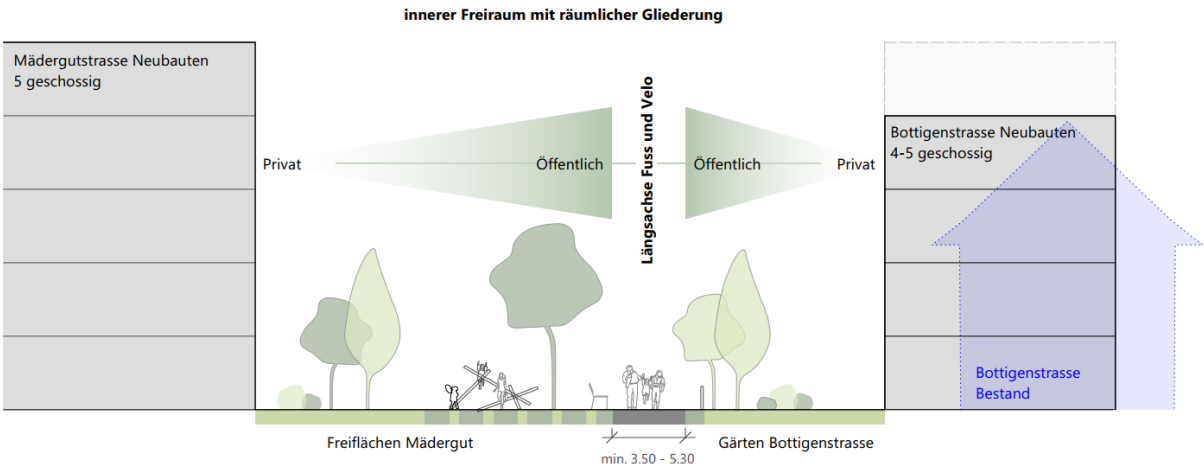 innerer Freiraum mit räumlicher Gliederung
Mädergutstrasse Neubauten
5 geschossig
Privat
Öffentlich
Längsachse Fuss und Velo
Öffentlich
Privat
Bottigenstrasse Neubauten
4-5 geschossig
Bottigenstrasse
Bestand
Freiflächen Mädergut
Gärten Bottigenstrasse
min. 3.50 - 5.30